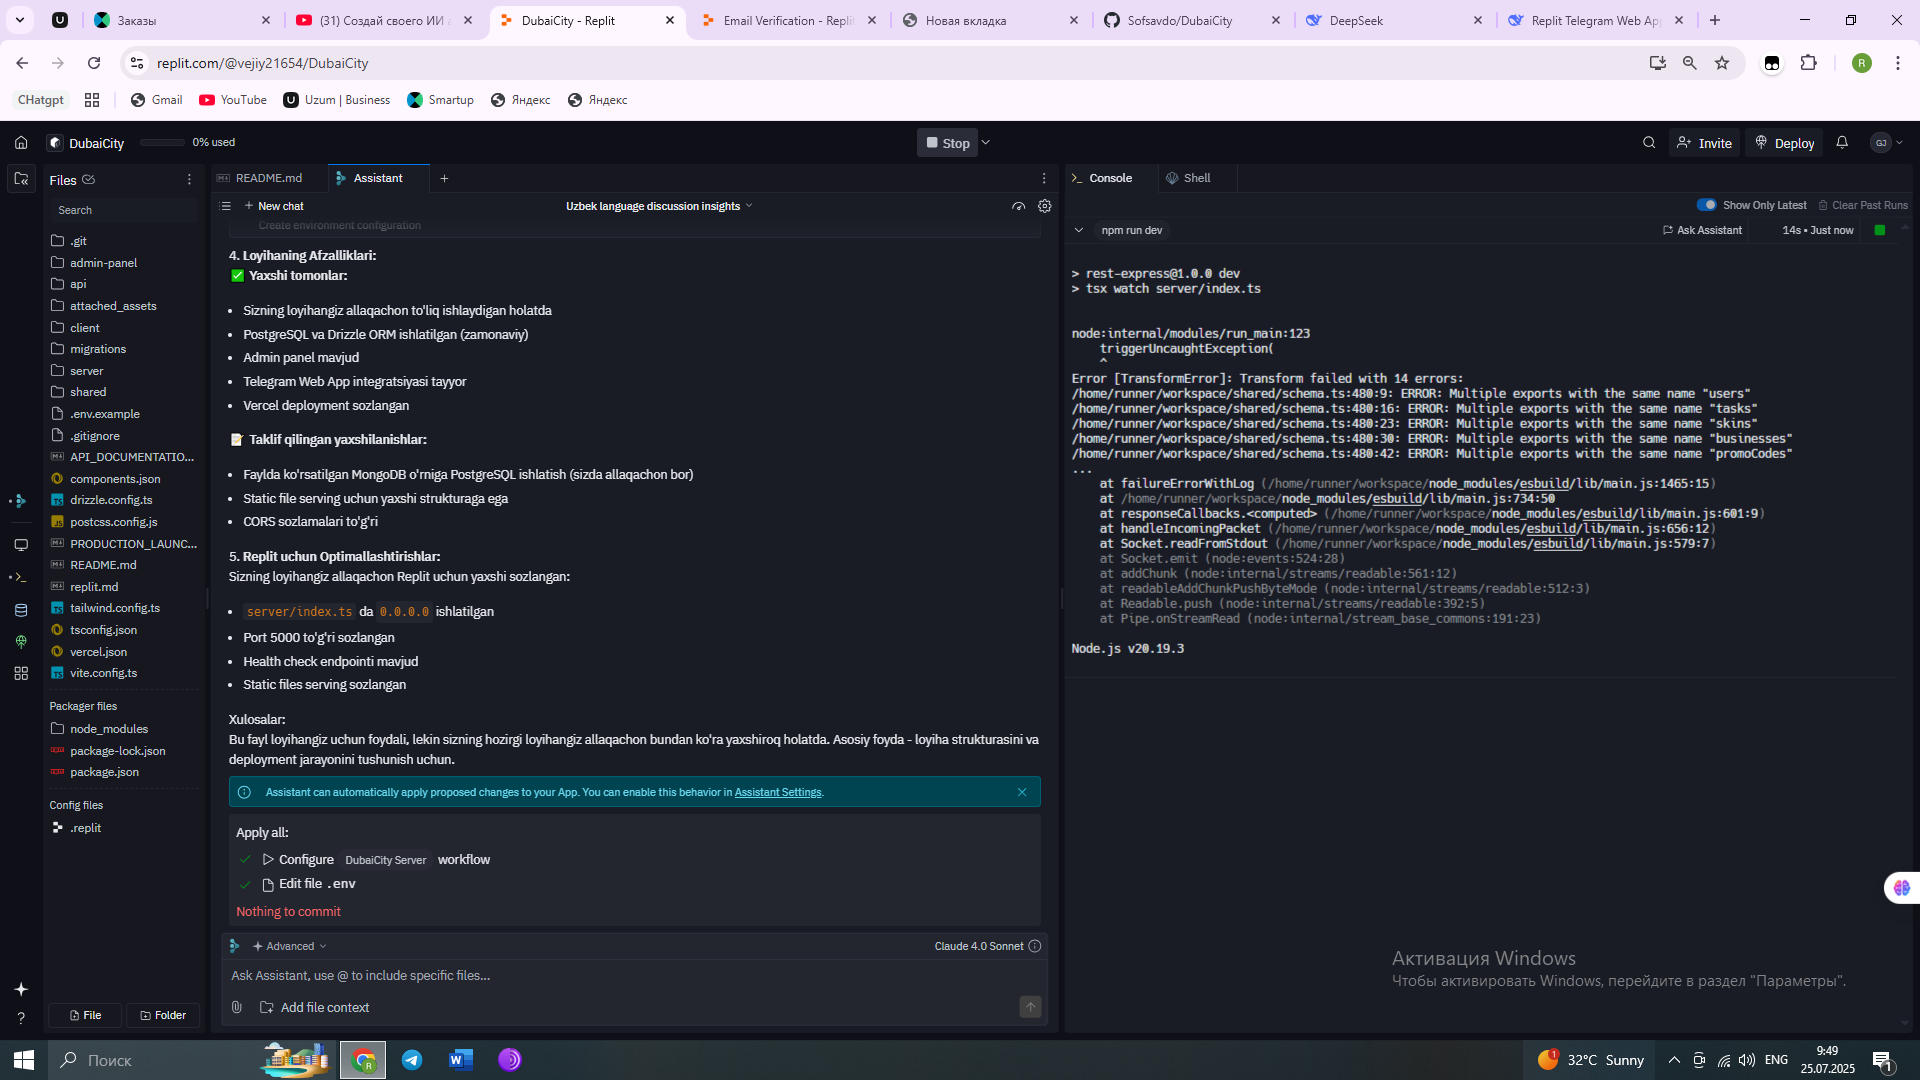 Заказы
(31) Создай своего ИИ а
DubaiCity - Replit
Email Verification - Replit
Новая вкладка
Sofsavdo/DubaiCity
DeepSeek
Replit Telegram Web App
replit.com/@vejiy21654/DubaiCity
R
CHatgpt
Gmail
YouTube
Uzum | Business
Smartup
Яндекс
Яндекс
DubaiCity
0% used
Stop
Invite
Deploy
GJ
Files
Search
.git
admin-panel
api
attached_assets
client
migrations
server
shared
.env.example
.gitignore
API_DOCUMENTATIO...
components.json
drizzle.config.ts
postcss.config.js
PRODUCTION_LAUNC...
README.md
replit.md
tailwind.config.ts
tsconfig.json
vercel.json
vite.config.ts
Packager files
node_modules
package-lock.json
package.json
Config files
.replit
File
Folder
README.md
Assistant
New chat
Uzbek language discussion insights
Create environment configuration
4. Loyihaning Afzalliklari:
✅ Yaxshi tomonlar:
• Sizning loyihangiz allaqachon to'liq ishlaydigan holatda
• PostgreSQL va Drizzle ORM ishlatilgan (zamonaviy)
• Admin panel mavjud
• Telegram Web App integratsiyasi tayyor
• Vercel deployment sozlangan
📝 Taklif qilingan yaxshilanishlar:
• Faylda ko'rsatilgan MongoDB o'rniga PostgreSQL ishlatish (sizda allaqachon bor)
• Static file serving uchun yaxshi strukturaga ega
• CORS sozlamalari to'g'ri
5. Replit uchun Optimallashtirishlar:
Sizning loyihangiz allaqachon Replit uchun yaxshi sozlangan:
• server/index.ts da 0.0.0.0 ishlatilgan
• Port 5000 to'g'ri sozlangan
• Health check endpointi mavjud
• Static files serving sozlangan
Xulosalar:
Bu fayl loyihangiz uchun foydali, lekin sizning hozirgi loyihangiz allaqachon bundan ko'ra yaxshiroq holatda. Asosiy foyda - loyiha strukturasini va
deployment jarayonini tushunish uchun.
Assistant can automatically apply proposed changes to your App. You can enable this behavior in Assistant Settings.
Apply all:
Configure DubaiCity Server workflow
Edit file .env
Nothing to commit
Advanced
Claude 4.0 Sonnet
Ask Assistant, use @ to include specific files...
Add file context
Console
Shell
Show Only Latest
Clear Past Runs
npm run dev
Ask Assistant
14s • Just now
> rest-express@1.0.0 dev
> tsx watch server/index.ts
node:internal/modules/run_main:123
triggerUncaughtException(
^
Error [TransformError]: Transform failed with 14 errors:
/home/runner/workspace/shared/schema.ts:480:9: ERROR: Multiple exports with the same name "users"
/home/runner/workspace/shared/schema.ts:480:16: ERROR: Multiple exports with the same name "tasks"
/home/runner/workspace/shared/schema.ts:480:23: ERROR: Multiple exports with the same name "skins"
/home/runner/workspace/shared/schema.ts:480:30: ERROR: Multiple exports with the same name "businesses"
/home/runner/workspace/shared/schema.ts:480:42: ERROR: Multiple exports with the same name "promoCodes"
...
at failureErrorWithLog (/home/runner/workspace/node_modules/esbuild/lib/main.js:1465:15)
at /home/runner/workspace/node_modules/esbuild/lib/main.js:734:50
at responseCallbacks.<computed> (/home/runner/workspace/node_modules/esbuild/lib/main.js:601:9)
at handleIncomingPacket (/home/runner/workspace/node_modules/esbuild/lib/main.js:656:12)
at Socket.readFromStdout (/home/runner/workspace/node_modules/esbuild/lib/main.js:579:7)
at Socket.emit (node:events:524:28)
at addChunk (node:internal/streams/readable:561:12)
at readableAddChunkPushByteMode (node:internal/streams/readable:512:3)
at Readable.push (node:internal/streams/readable:392:5)
at Pipe.onStreamRead (node:internal/stream_base_commons:191:23)
Node.js v20.19.3
Активация Windows
Чтобы активировать Windows, перейдите в раздел "Параметры".
Поиск
32°C Sunny
ENG
9:49
25.07.2025
1